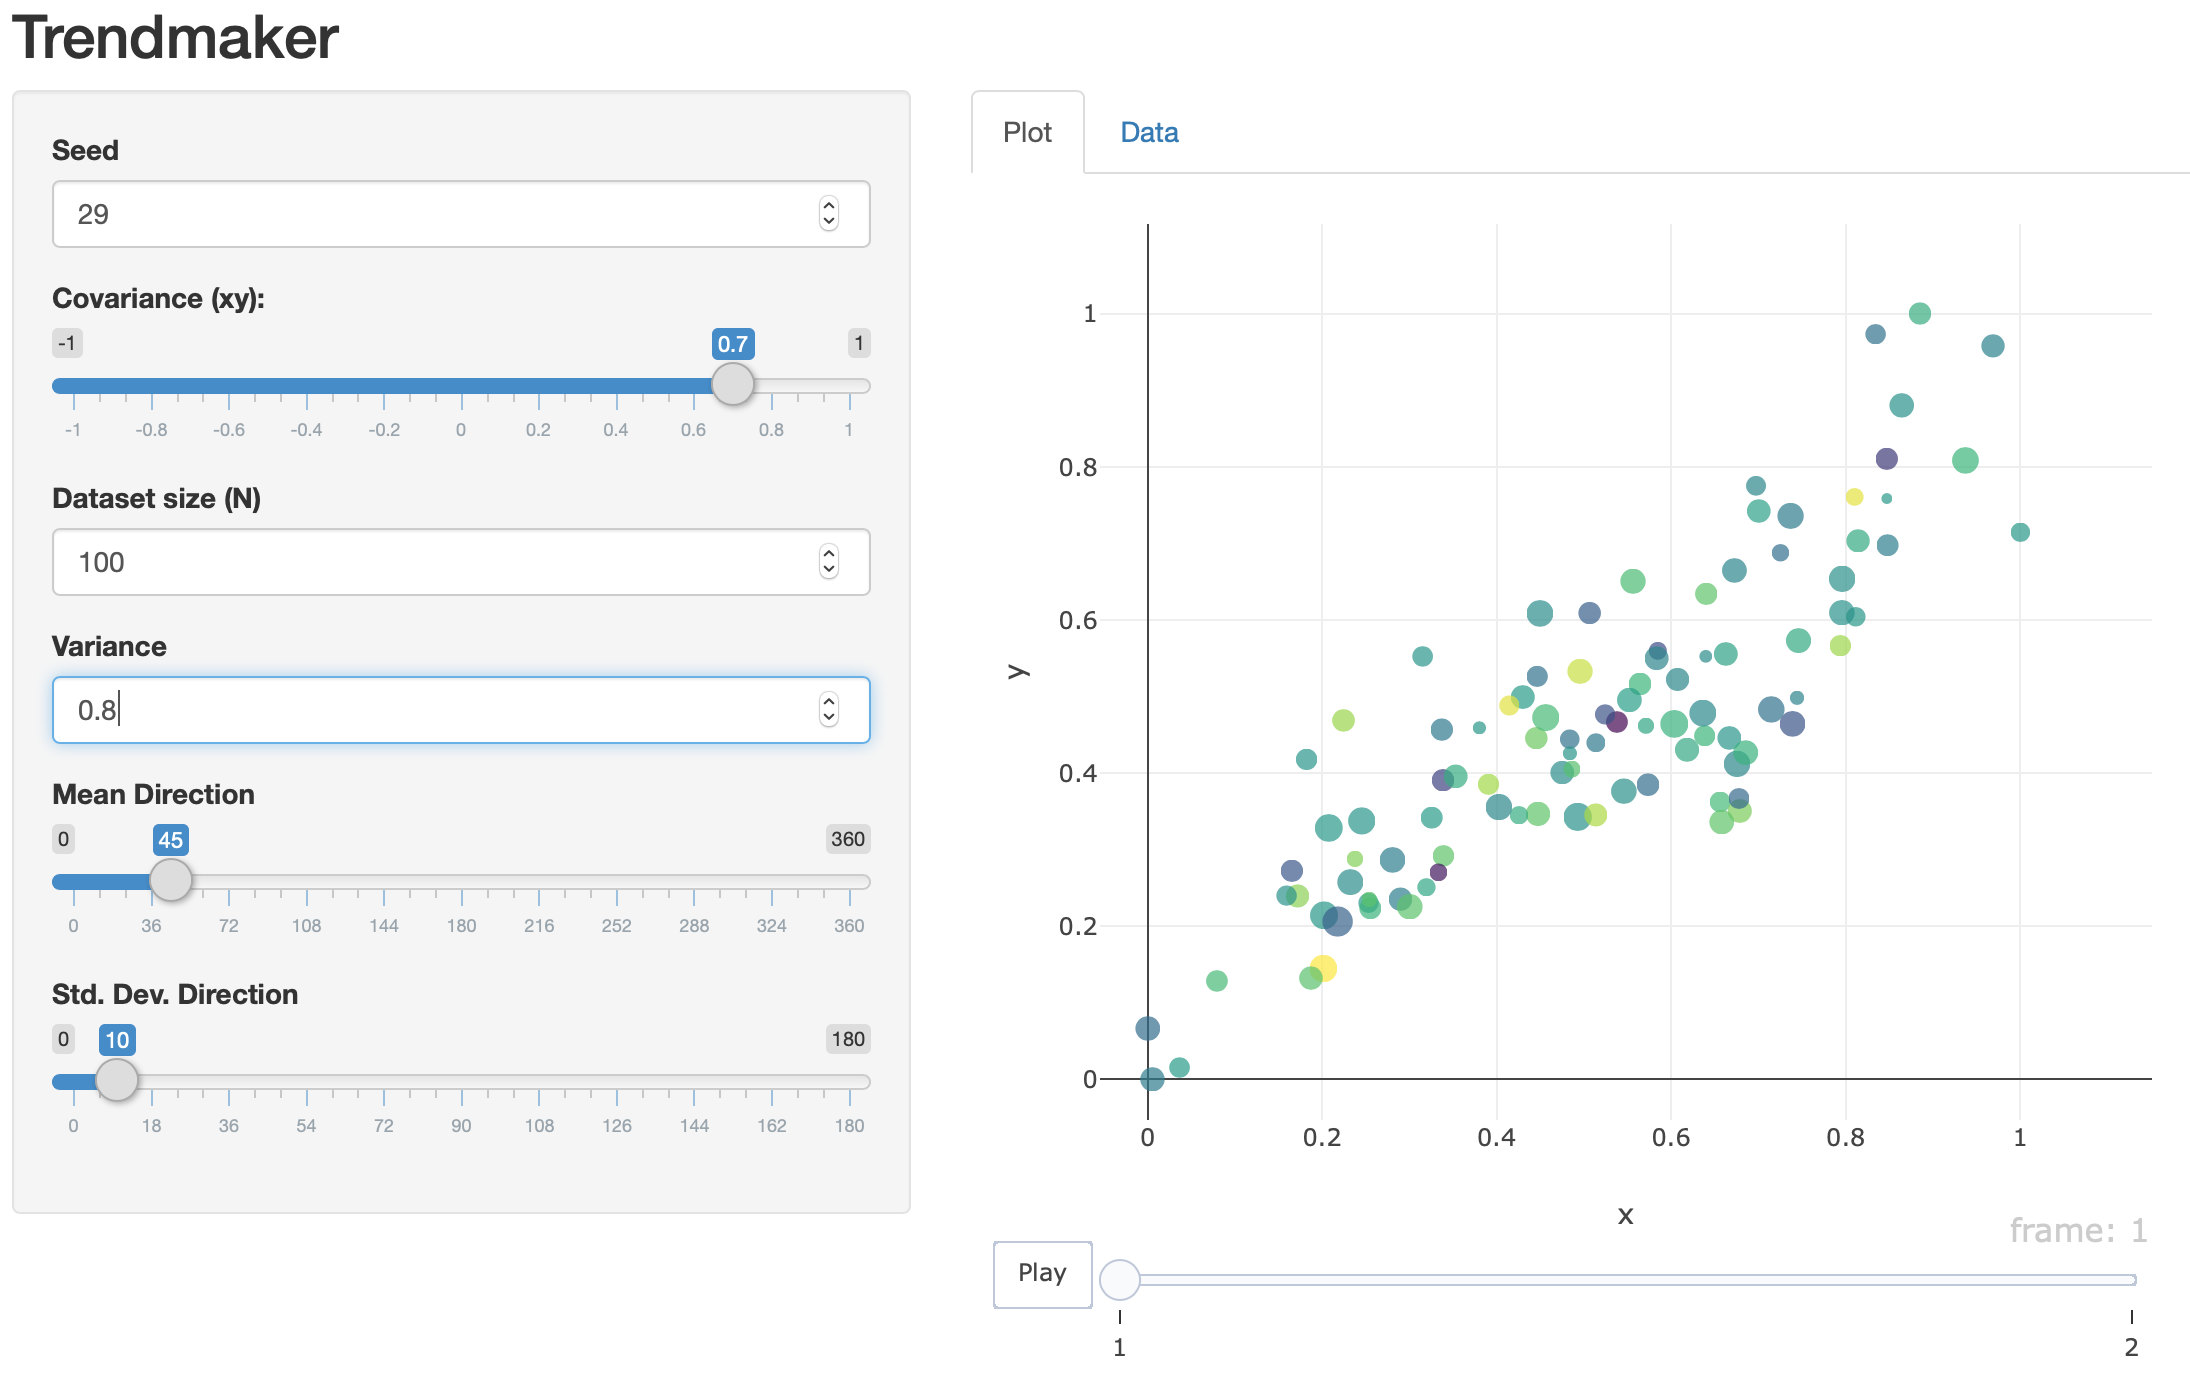 Trendmaker
Seed
29
Covariance (xy):
-1 0.7 1
-1 -0.8 -0.6 -0.4 -0.2 0 0.2 0.4 0.6 0.8 1
Dataset size (N)
100
Variance
0.8
Mean Direction
0 45 360
0 36 72 108 144 180 216 252 288 324 360
Std. Dev. Direction
0 10 180
0 18 36 54 72 90 108 126 144 162 180
Plot Data
1
0.8
0.6
0.4
0.2
0
y
0 0.2 0.4 0.6 0.8 1
x
frame: 1
Play
1 2